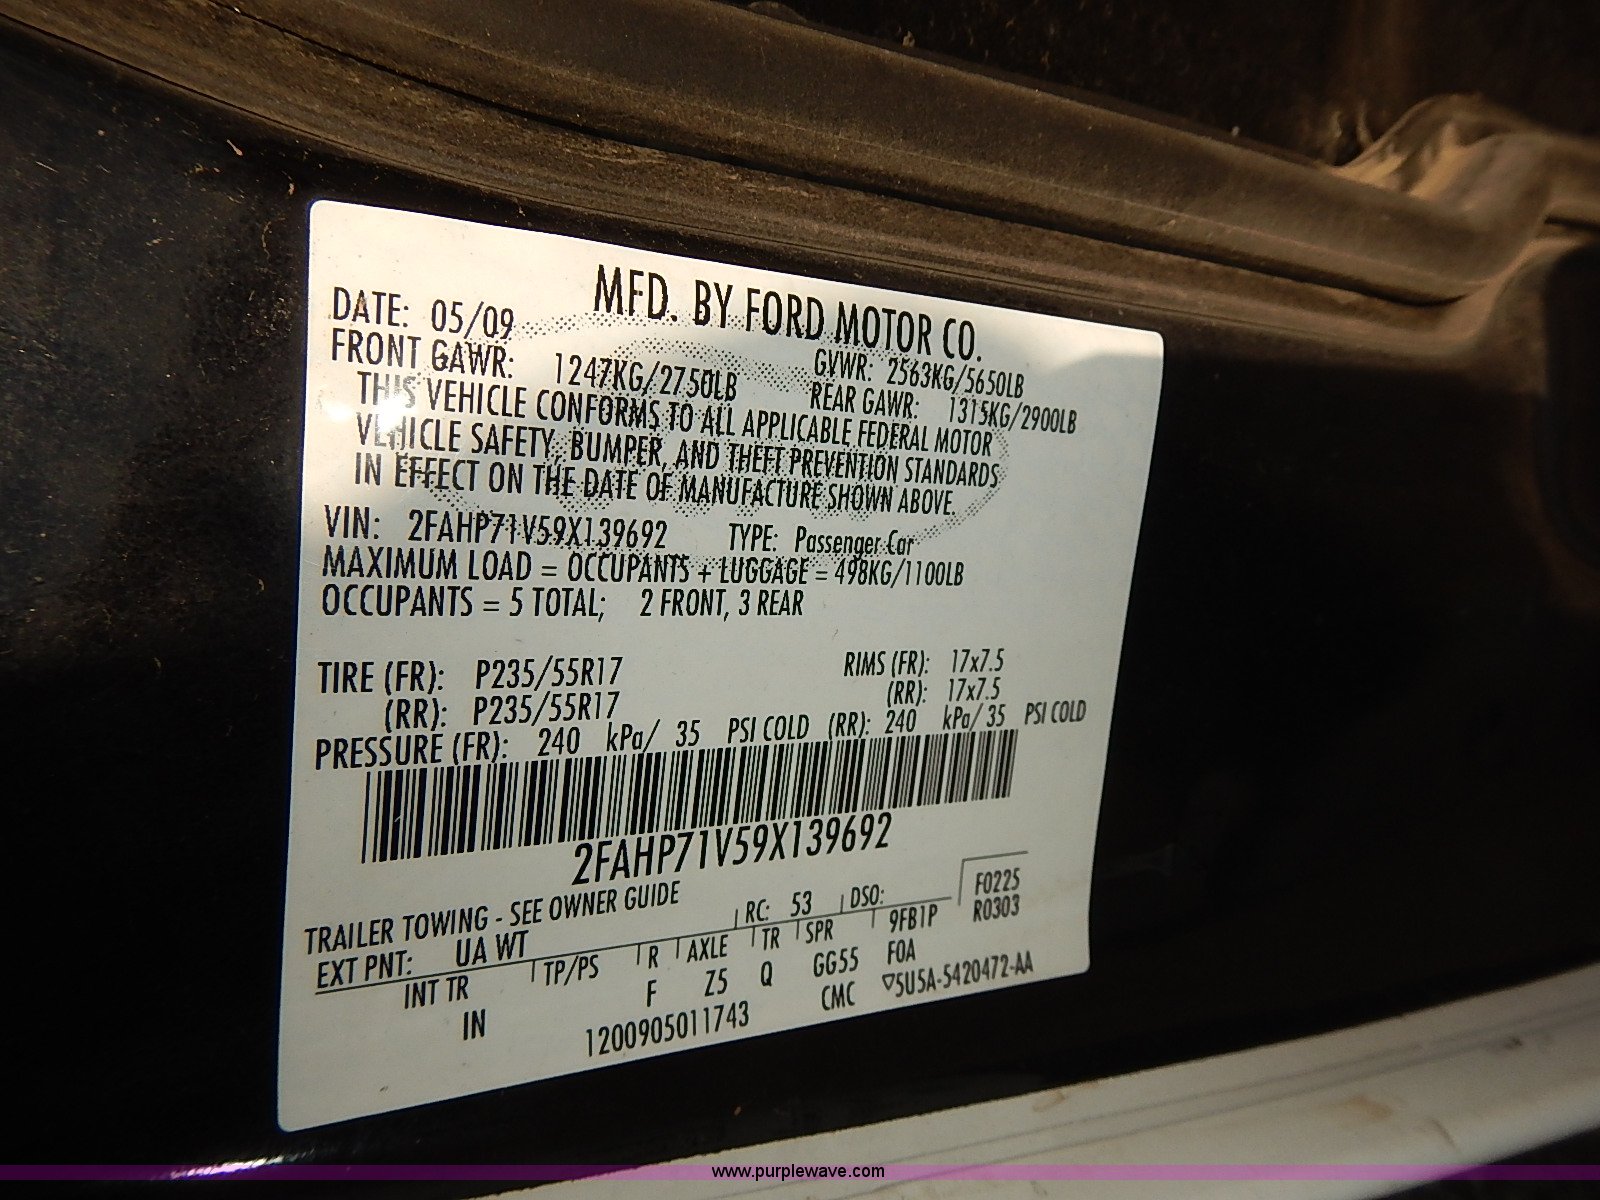 MFD. BY FORD MOTOR CO.
DATE: 05/09 GVWR: 2563KG/5650LB
FRONT GAWR: 1247KG/2750LB REAR GAWR: 1315KG/2900LB
THIS VEHICLE CONFORMS TO ALL APPLICABLE FEDERAL MOTOR
VEHICLE SAFETY, BUMPER, AND THEFT PREVENTION STANDARDS
IN EFFECT ON THE DATE OF MANUFACTURE SHOWN ABOVE.
VIN: 2FAHP71V59X139692 TYPE: Passenger Car
MAXIMUM LOAD = OCCUPANTS + LUGGAGE = 498KG/1100LB
OCCUPANTS = 5 TOTAL; 2 FRONT, 3 REAR
TIRE (FR): P235/55R17 RIMS (FR): 17x7.5
(RR): P235/55R17 (RR): 17x7.5
PRESSURE (FR): 240 kPa/ 35 PSI COLD (RR): 240 kPa/ 35 PSI COLD
2FAHP71V59X139692
TRAILER TOWING - SEE OWNER GUIDE F0225
EXT PNT: UA WT RC: 53 DSO: R0303
INT TR TP/PS R AXLE TR SPR 9FB1P
IN F Z5 Q GG55 FOA
1200905011743 CMC ▽5U5A-5420472-AA
www.purplewave.com